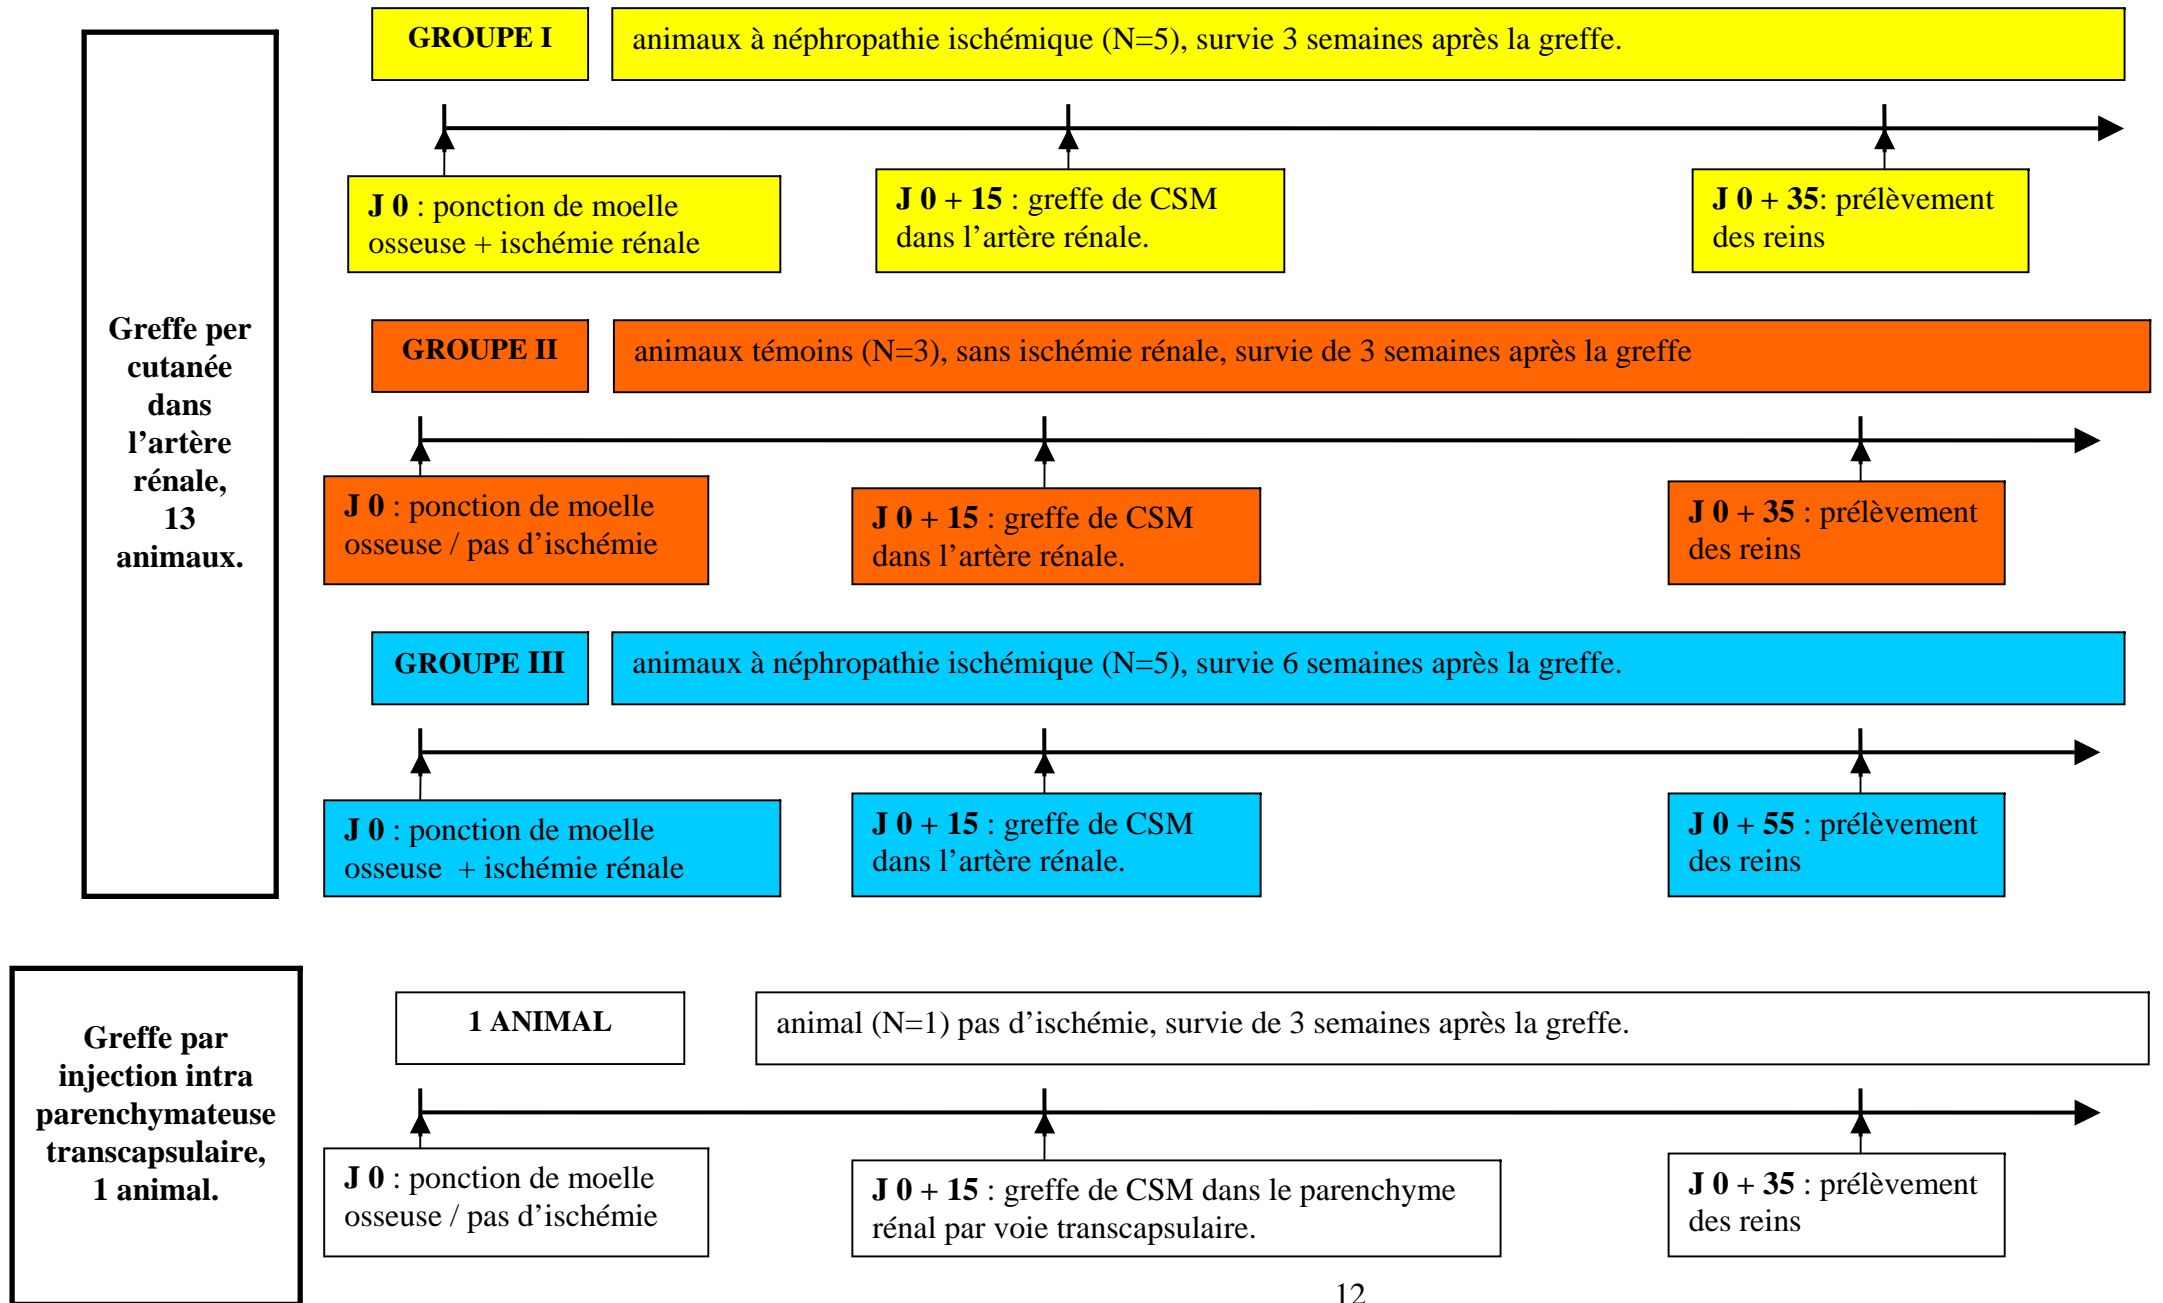 GROUPE I
animaux à néphropathie ischémique (N=5), survie 3 semaines après la greffe.
J 0 : ponction de moelle
osseuse + ischémie rénale
J 0 + 15 : greffe de CSM
dans l’artère rénale.
J 0 + 35: prélèvement
des reins
Greffe per
cutanée
dans
l’artère
rénale,
13
animaux.
GROUPE II
animaux témoins (N=3), sans ischémie rénale, survie de 3 semaines après la greffe
J 0 : ponction de moelle
osseuse / pas d’ischémie
J 0 + 15 : greffe de CSM
dans l’artère rénale.
J 0 + 35 : prélèvement
des reins
GROUPE III
animaux à néphropathie ischémique (N=5), survie 6 semaines après la greffe.
J 0 : ponction de moelle
osseuse + ischémie rénale
J 0 + 15 : greffe de CSM
dans l’artère rénale.
J 0 + 55 : prélèvement
des reins
Greffe par
injection intra
parenchymateuse
transcapsulaire,
1 animal.
1 ANIMAL
animal (N=1) pas d’ischémie, survie de 3 semaines après la greffe.
J 0 : ponction de moelle
osseuse / pas d’ischémie
J 0 + 15 : greffe de CSM dans le parenchyme
rénal par voie transcapsulaire.
J 0 + 35 : prélèvement
des reins
12